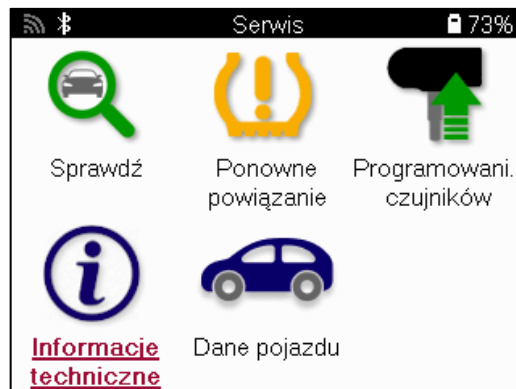 Serwis
73%
Sprawdź
Ponowne
powiązanie
Programowani.
czujników
Informacje
techniczne
Dane pojazdu